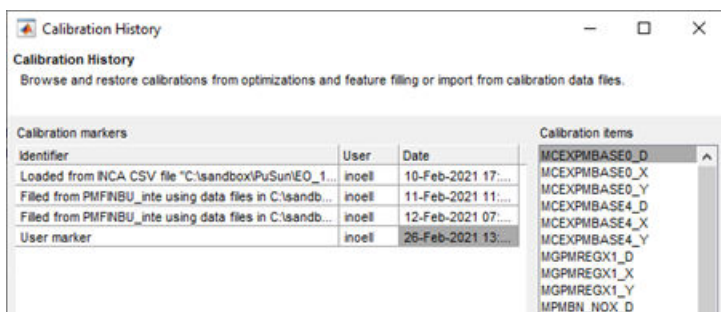 Calibration History
Calibration History
Browse and restore calibrations from optimizations and feature filling or import from calibration data files.
Calibration markers
Calibration items
Identifier User Date
Loaded from INCA CSV file "C:\sandbox\PuSun\EO_1... inoell 10-Feb-2021 17:...
Filled from PMFINBU_inte using data files in C:\sandb... inoell 11-Feb-2021 11:...
Filled from PMFINBU_inte using data files in C:\sandb... inoell 12-Feb-2021 07:...
User marker inoell 26-Feb-2021 13:...
MCEXPMBASE0_D
MCEXPMBASE0_X
MCEXPMBASE0_Y
MCEXPMBASE4_D
MCEXPMBASE4_X
MCEXPMBASE4_Y
MGPMREGX1_D
MGPMREGX1_X
MGPMREGX1_Y
MPMBN_NOX_D